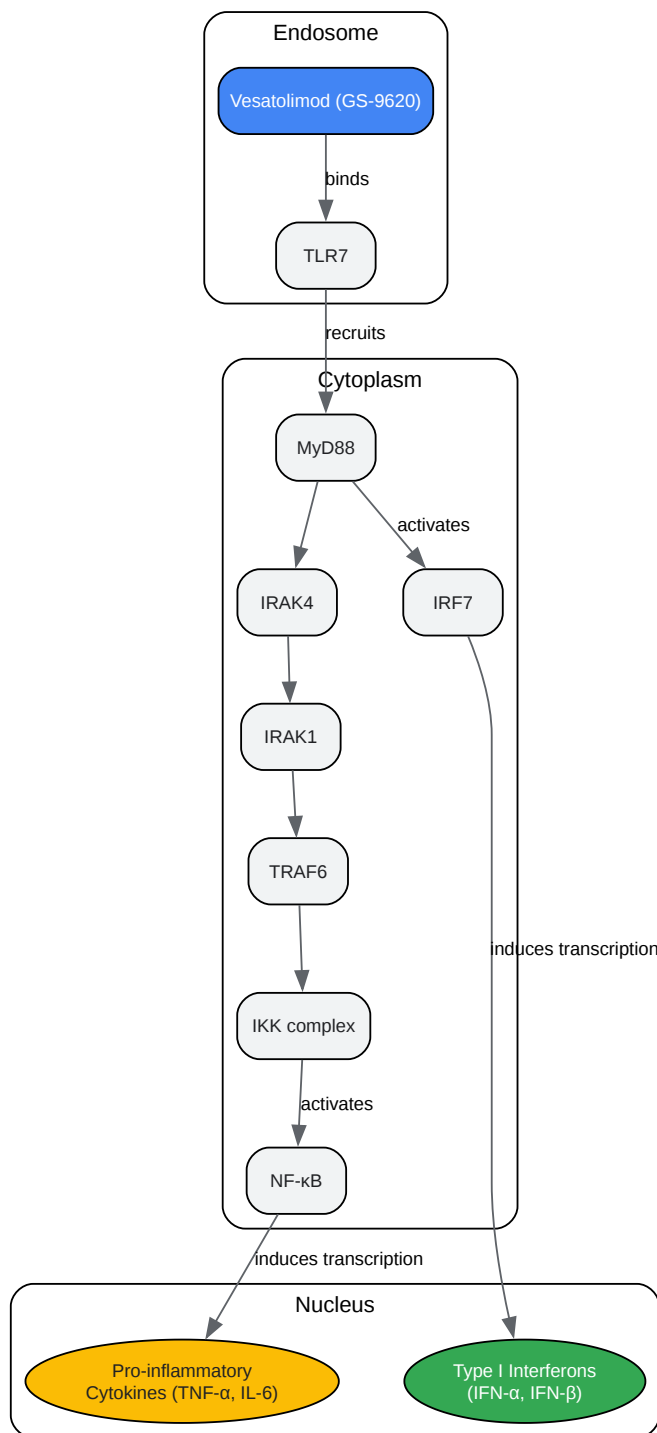 Endosome
Vesatolimod (GS-9620)
binds
TLR7
recruits
Cytoplasm
MyD88
activates
IRAK4
IRF7
IRAK1
TRAF6
induces transcription
IKK complex
activates
NF-κB
induces transcription
Nucleus
Pro-inflammatory
Cytokines (TNF-α, IL-6)
Type I Interferons
(IFN-α, IFN-β)